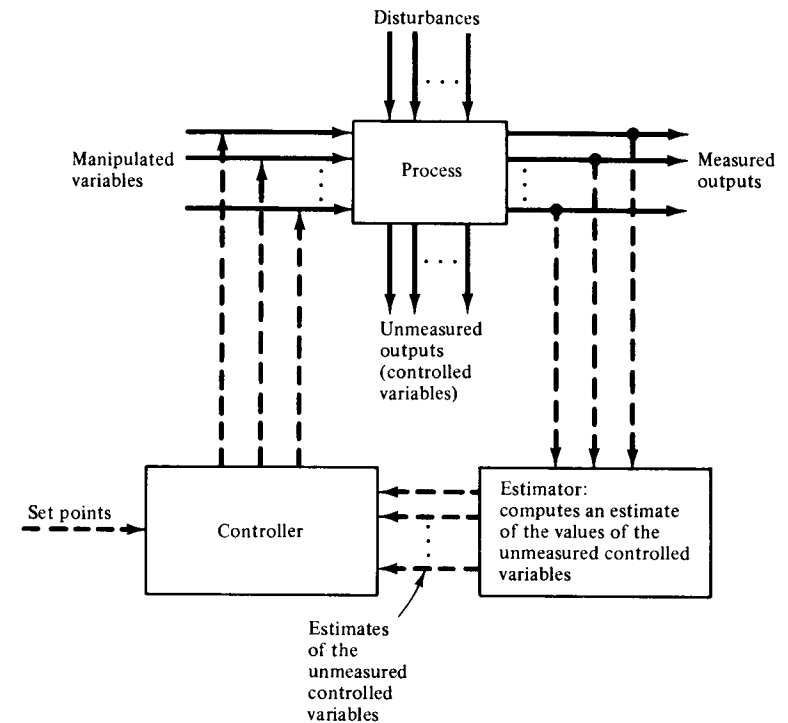 Disturbances
Manipulated
variables
Process
Measured
outputs
Unmeasured
outputs
(controlled
variables)
Set points
Controller
Estimator:
computes an estimate
of the values of the
unmeasured controlled
variables
Estimates
of the
unmeasured
controlled
variables